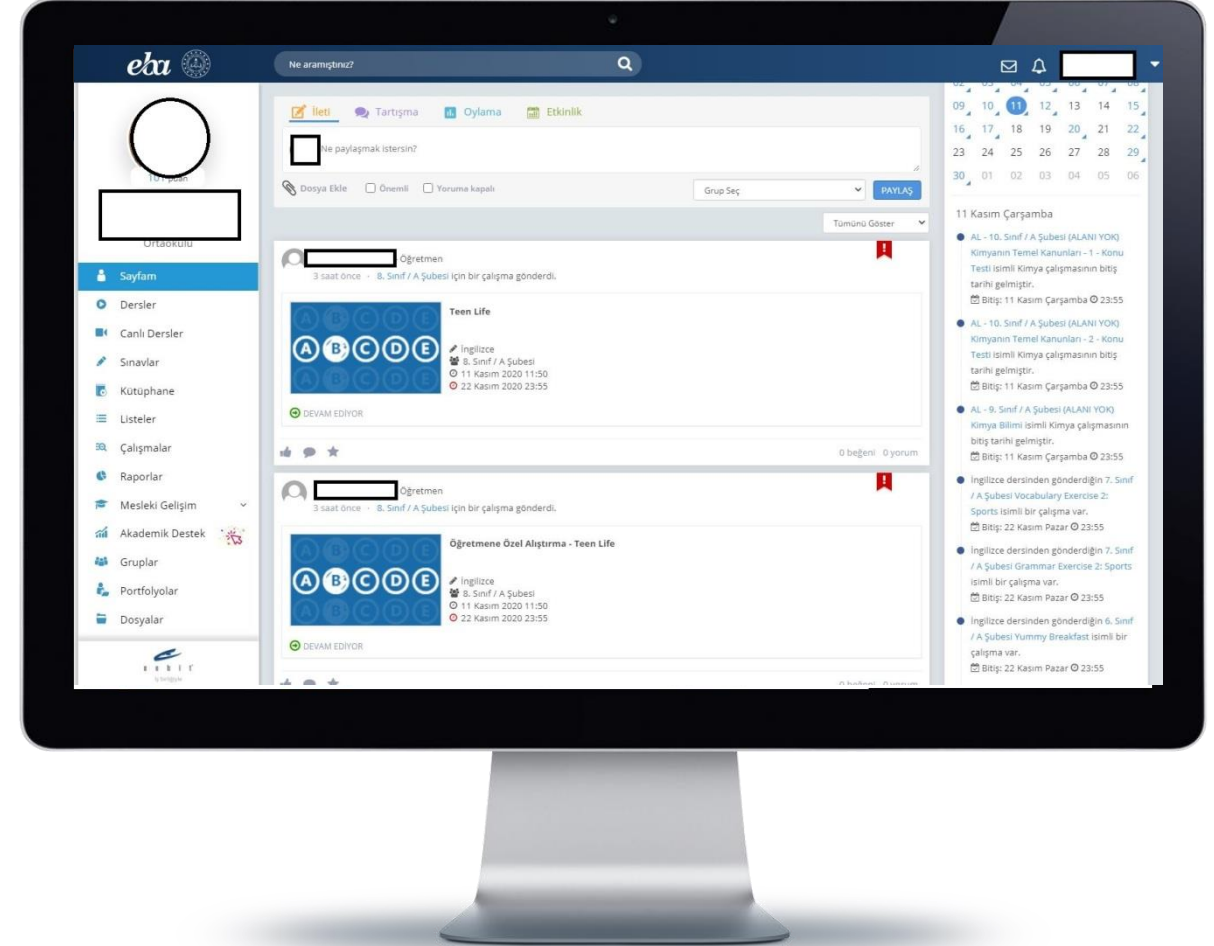 eba
Ne aramıştınız?
İleti
Tartışma
Oylama
Etkinlik
Ne paylaşmak istersin?
Dosya Ekle
Önemli
Yoruma kapalı
Grup Seç
PAYLAŞ
Tümünü Göster
puan
Ortaokulu
Sayfam
Dersler
Canlı Dersler
Sınavlar
Kütüphane
Listeler
Çalışmalar
Raporlar
Mesleki Gelişim
Akademik Destek
Gruplar
Portfolyolar
Dosyalar
Öğretmen
3 saat önce · 8. Sınıf / A Şubesi için bir çalışma gönderdi.
A B C D E
A B C D E
A B C D E
Teen Life
İngilizce
8. Sınıf / A Şubesi
11 Kasım 2020 11:50
22 Kasım 2020 23:55
DEVAM EDİYOR
0 beğeni 0 yorum
Öğretmen
3 saat önce · 8. Sınıf / A Şubesi için bir çalışma gönderdi.
A B C D E
A B C D E
A B C D E
Öğretmene Özel Alıştırma - Teen Life
İngilizce
8. Sınıf / A Şubesi
11 Kasım 2020 11:50
22 Kasım 2020 23:55
DEVAM EDİYOR
0 beğeni 0 yorum
02 03 04 05 06 07 08
09 10 11 12 13 14 15
16 17 18 19 20 21 22
23 24 25 26 27 28 29
30 01 02 03 04 05 06
11 Kasım Çarşamba
AL - 10. Sınıf / A Şubesi (ALANI YOK)
Kimyanın Temel Kanunları - 1 - Konu
Testi isimli Kimya çalışmasının bitiş
tarihi gelmiştir.
Bitiş: 11 Kasım Çarşamba 23:55
AL - 10. Sınıf / A Şubesi (ALANI YOK)
Kimyanın Temel Kanunları - 2 - Konu
Testi isimli Kimya çalışmasının bitiş
tarihi gelmiştir.
Bitiş: 11 Kasım Çarşamba 23:55
AL - 9. Sınıf / A Şubesi (ALANI YOK)
Kimya Bilimi isimli Kimya çalışmasının
bitiş tarihi gelmiştir.
Bitiş: 11 Kasım Çarşamba 23:55
İngilizce dersinden gönderdiğin 7. Sınıf
/ A Şubesi Vocabulary Exercise 2:
Sports isimli bir çalışma var.
Bitiş: 22 Kasım Pazar 23:55
İngilizce dersinden gönderdiğin 7. Sınıf
/ A Şubesi Grammar Exercise 2: Sports
isimli bir çalışma var.
Bitiş: 22 Kasım Pazar 23:55
İngilizce dersinden gönderdiğin 6. Sınıf
/ A Şubesi Yummy Breakfast isimli bir
çalışma var.
Bitiş: 22 Kasım Pazar 23:55